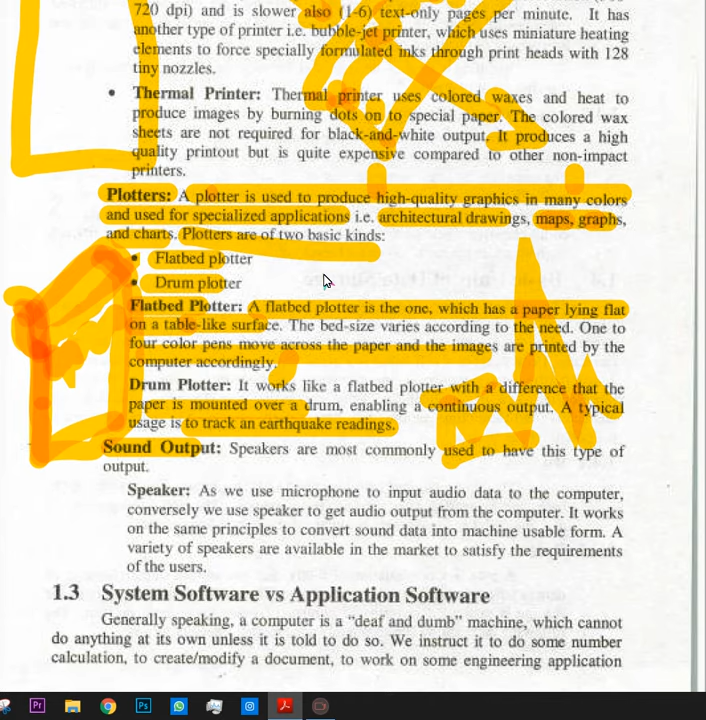 720 dpi) and is slower also (1-6) text-only pages per minute. It has
another type of printer i.e. bubble-jet printer, which uses miniature heating
elements to force specially formulated inks through print heads with 128
tiny nozzles.
• Thermal Printer: Thermal printer uses colored waxes and heat to
produce images by burning dots on to special paper. The colored wax
sheets are not required for black-and-white output. It produces a high
quality printout but is quite expensive compared to other non-impact
printers.
Plotters: A plotter is used to produce high-quality graphics in many colors
and used for specialized applications i.e. architectural drawings, maps, graphs,
and charts. Plotters are of two basic kinds:
• Flatbed plotter
• Drum plotter
Flatbed Plotter: A flatbed plotter is the one, which has a paper lying flat
on a table-like surface. The bed-size varies according to the need. One to
four color pens move across the paper and the images are printed by the
computer accordingly.
Drum Plotter: It works like a flatbed plotter with a difference that the
paper is mounted over a drum, enabling a continuous output. A typical
usage is to track an earthquake readings.
Sound Output: Speakers are most commonly used to have this type of
output.
Speaker: As we use microphone to input audio data to the computer,
conversely we use speaker to get audio output from the computer. It works
on the same principles to convert sound data into machine usable form. A
variety of speakers are available in the market to satisfy the requirements
of the users.
1.3 System Software vs Application Software
Generally speaking, a computer is a “deaf and dumb” machine, which cannot
do anything at its own unless it is told to do so. We instruct it to do some number
calculation, to create/modify a document, to work on some engineering application
Pr
Ps